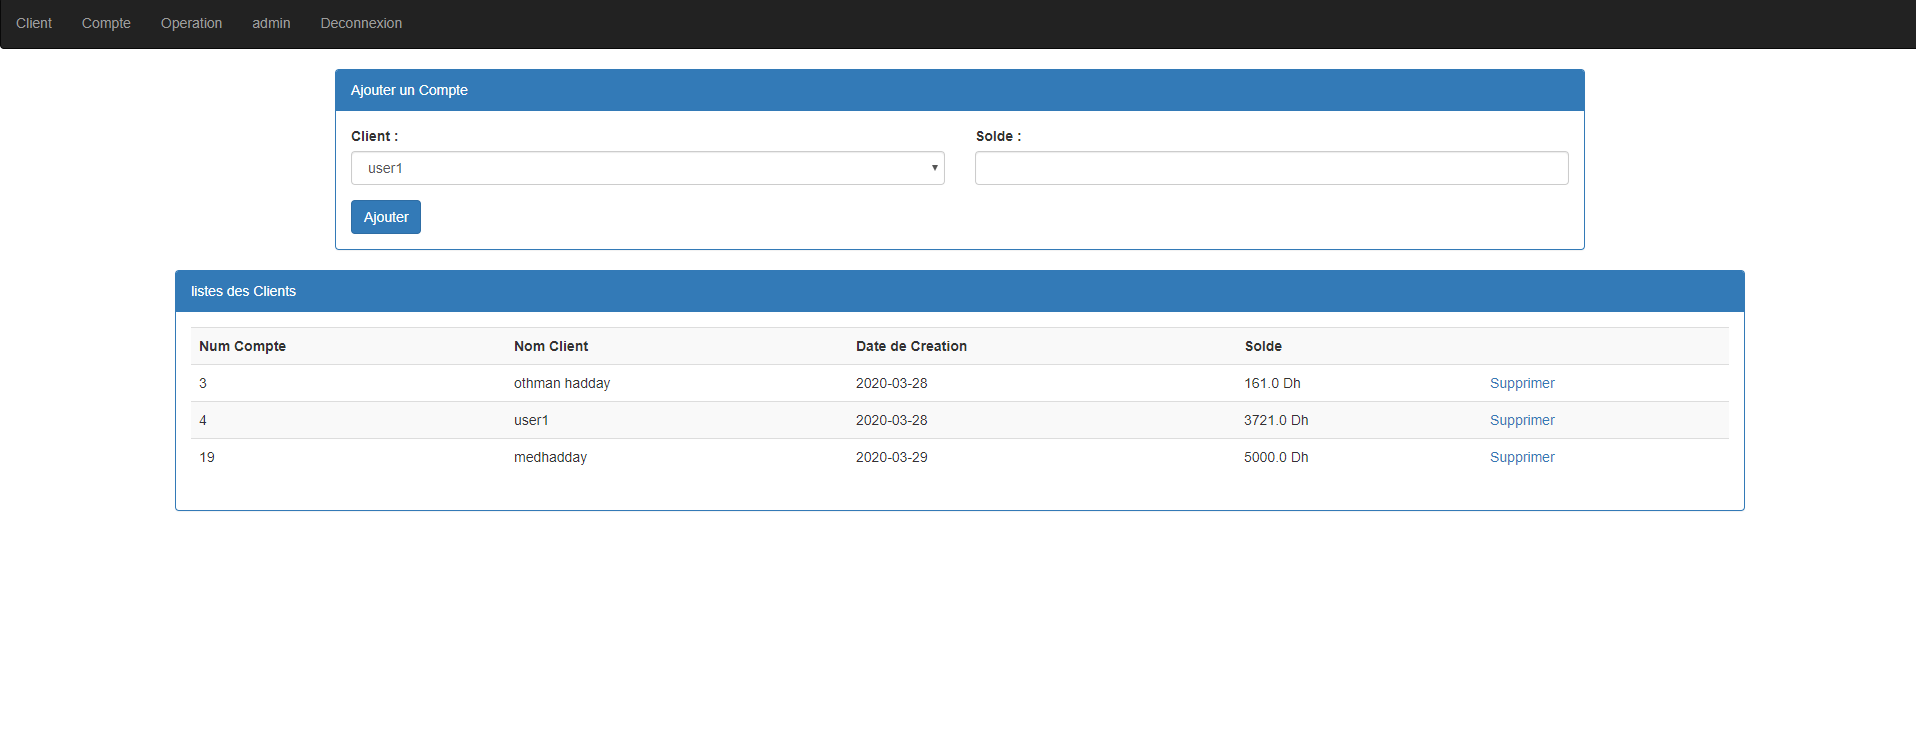 Client Compte Operation admin Deconnexion
Ajouter un Compte
Client : Solde :
user1
Ajouter
listes des Clients
Num Compte Nom Client Date de Creation Solde
3 othman hadday 2020-03-28 161.0 Dh Supprimer
4 user1 2020-03-28 3721.0 Dh Supprimer
19 medhadday 2020-03-29 5000.0 Dh Supprimer